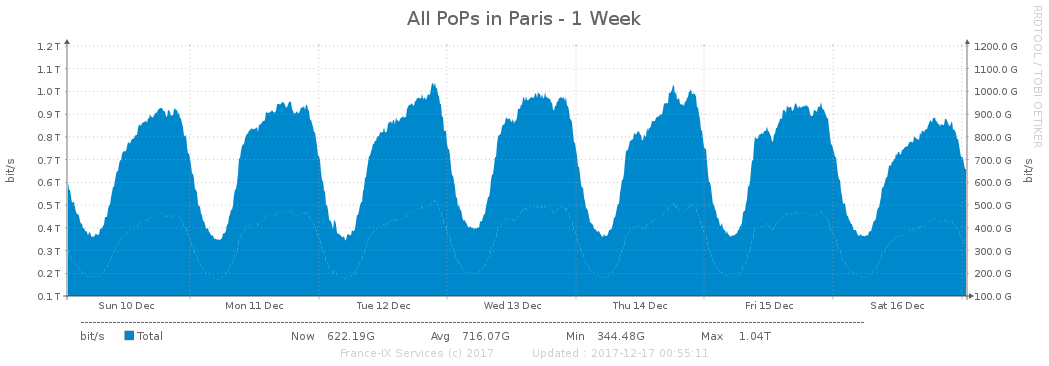 All PoPs in Paris - 1 Week
RRDTOOL / TOBI OETIKER
bit/s
1.2 T
1.1 T
1.0 T
0.9 T
0.8 T
0.7 T
0.6 T
0.5 T
0.4 T
0.3 T
0.2 T
0.1 T
1200.0 G
1100.0 G
1000.0 G
900.0 G
800.0 G
700.0 G
600.0 G
500.0 G
400.0 G
300.0 G
200.0 G
100.0 G
bit/s
Sun 10 Dec Mon 11 Dec Tue 12 Dec Wed 13 Dec Thu 14 Dec Fri 15 Dec Sat 16 Dec
bit/s Total Now 622.19G Avg 716.07G Min 344.48G Max 1.04T
France-IX Services (c) 2017 Updated : 2017-12-17 00:55:11